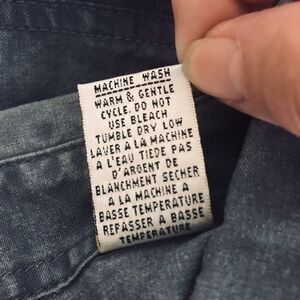 MACHINE WASH
WARM & GENTLE
CYCLE. DO NOT
USE BLEACH
TUMBLE DRY LOW
LAVER A LA MACHINE
A L'EAU TIEDE PAS
D'ARGENT DE
BLANCHMENT SECHER
A LA MACHINE A
BASSE TEMPERATURE
REPASSER A BASSE
TEMPERATURE